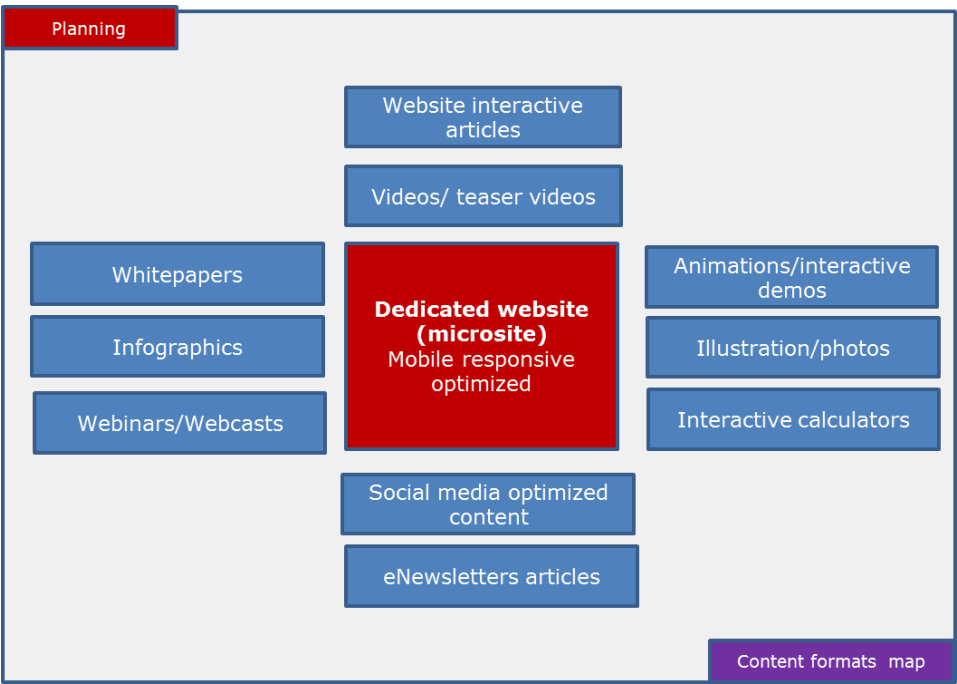 Planning
Website interactive
articles
Videos/ teaser videos
Whitepapers
Infographics
Webinars/Webcasts
Dedicated website
(microsite)
Mobile responsive
optimized
Animations/interactive
demos
Illustration/photos
Interactive calculators
Social media optimized
content
eNewsletters articles
Content formats  map